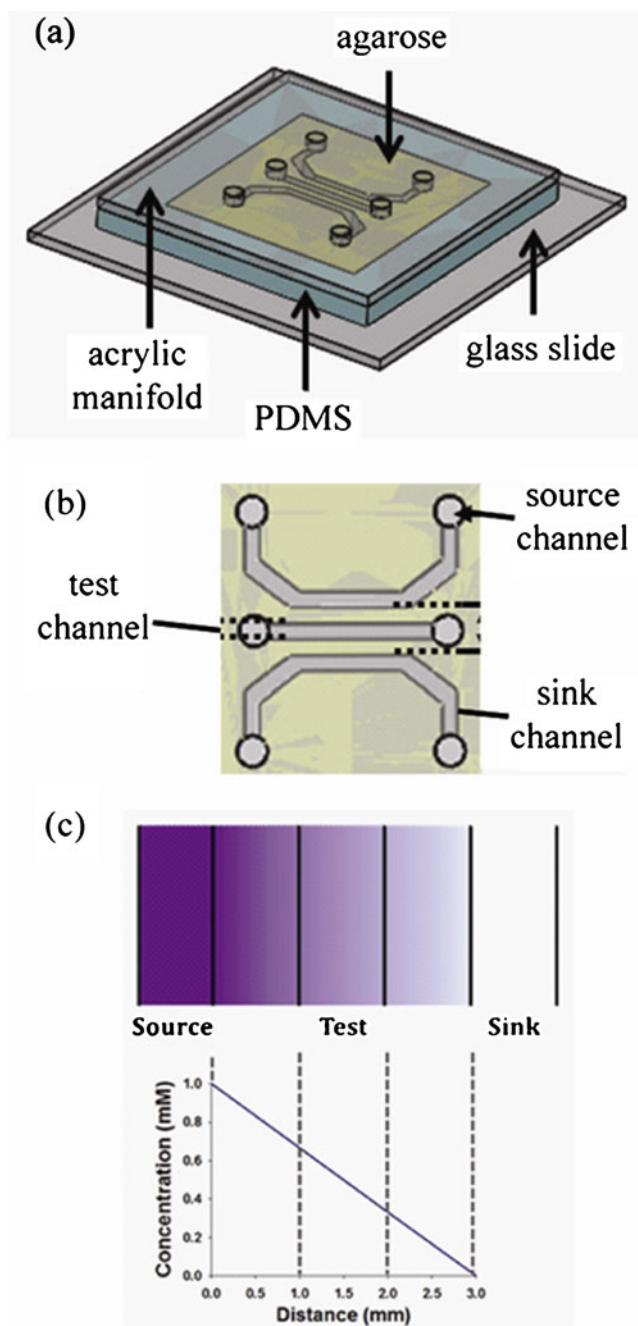 (a)
agarose
acrylic
manifold
PDMS
glass slide
(b)
source
channel
test
channel
sink
channel
(c)
Source Test Sink
Concentration (mM)
1.0
0.8
0.6
0.4
0.2
0.0
0.0 0.5 1.0 1.5 2.0 2.5 3.0
Distance (mm)